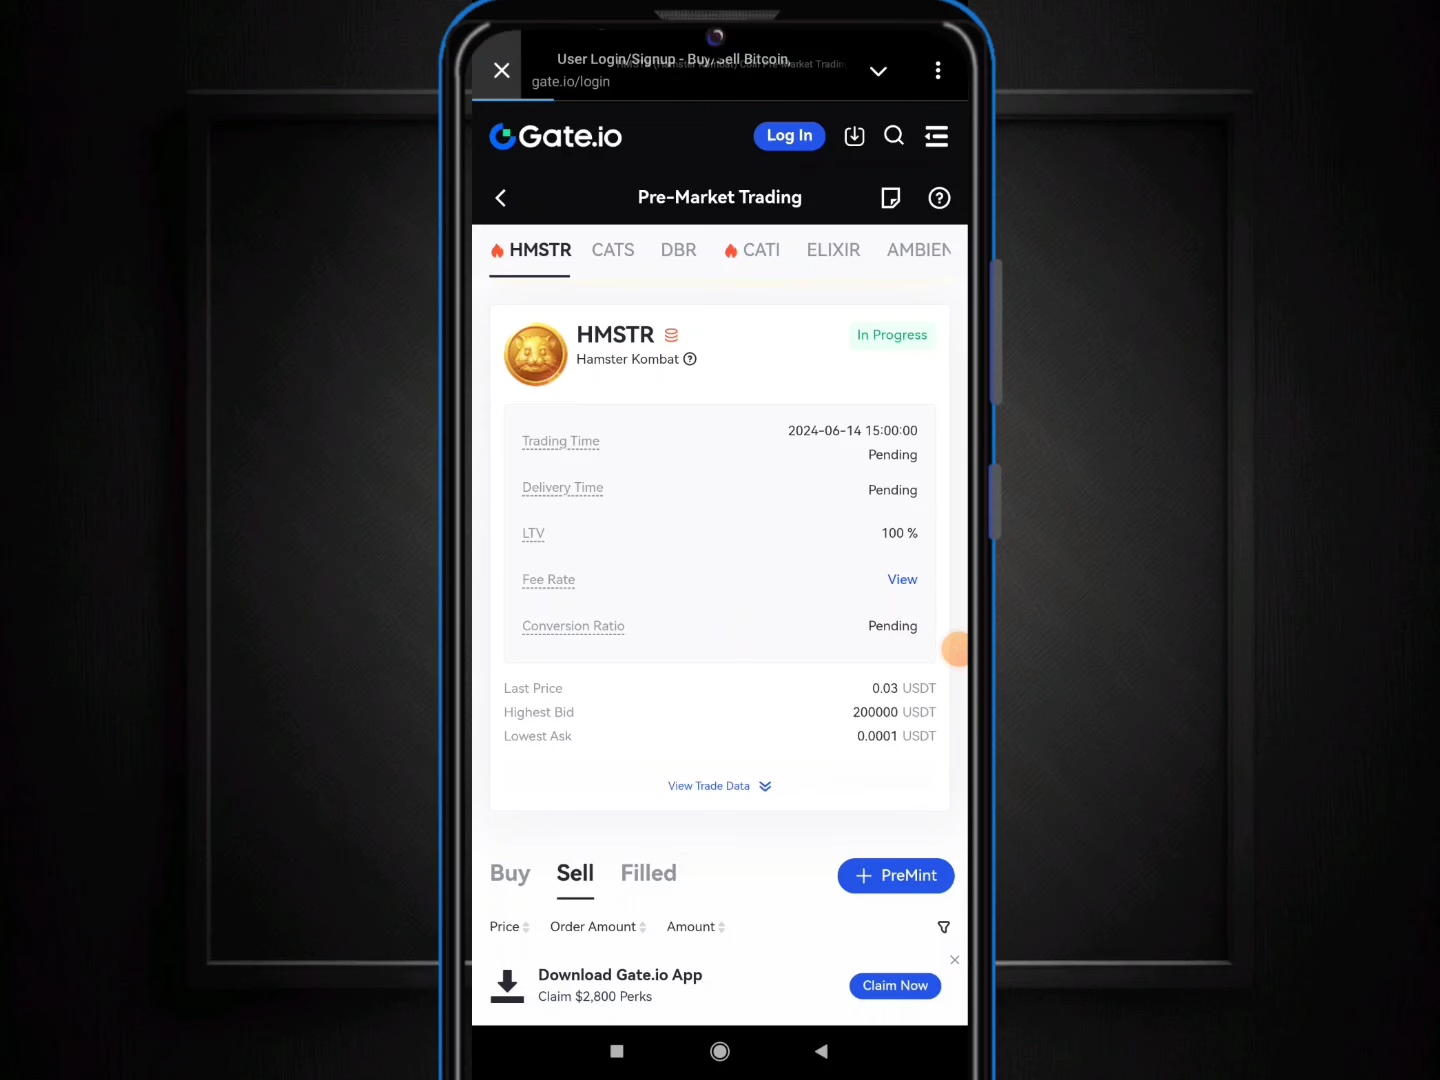 User Login/Signup - Buy/Sell Bitcoin,
gate.io/login
Gate.io
Log In
Pre-Market Trading
HMSTR CATS DBR CATI ELIXIR AMBIEN
HMSTR
In Progress
Hamster Kombat
Trading Time
2024-06-14 15:00:00
Pending
Delivery Time
Pending
LTV
100 %
Fee Rate
View
Conversion Ratio
Pending
Last Price
0.03 USDT
Highest Bid
200000 USDT
Lowest Ask
0.0001 USDT
View Trade Data
Buy Sell Filled
+ PreMint
Price Order Amount Amount
Download Gate.io App
Claim $2,800 Perks
Claim Now